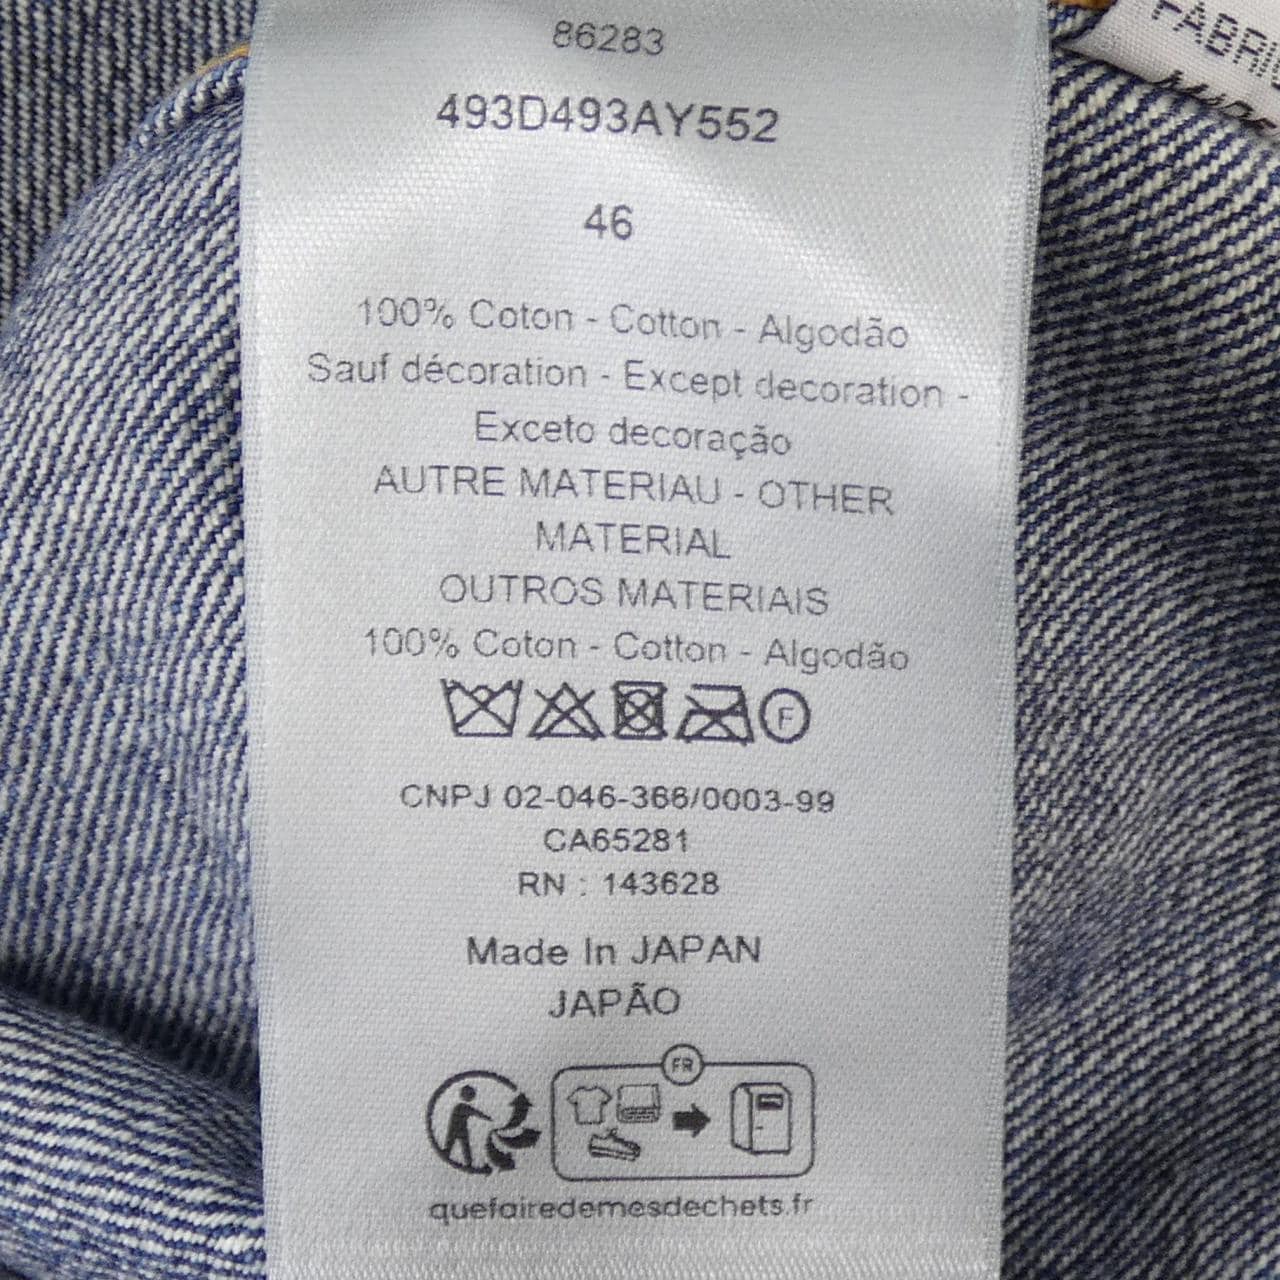 86283
493D493AY552
46
100% Coton - Cotton - Algodão
Sauf décoration - Except decoration -
Exceto decoração
AUTRE MATERIAU - OTHER
MATERIAL
OUTROS MATERIAIS
100% Coton - Cotton - Algodão
F
CNPJ 02-046-366/0003-99
CA65281
RN : 143628
Made In JAPAN
JAPÃO
FR
quefairedemesdechets.fr